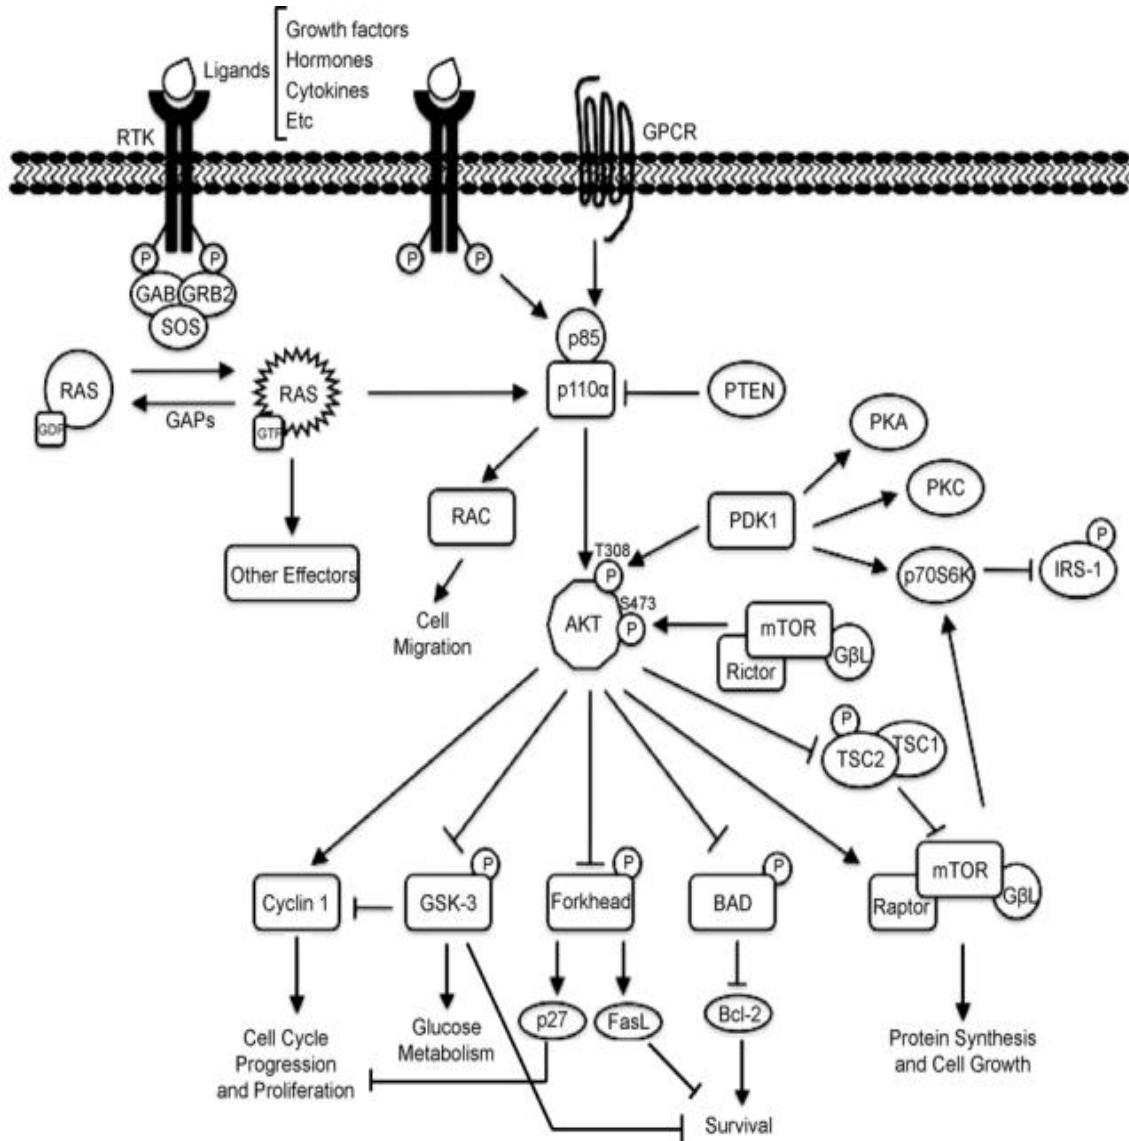 Growth factors
Ligands
Hormones
Cytokines
Etc
RTK
GPCR
P
P
P
P
GAB
GRB2
SOS
p85
RAS
GDP
GAPs
RAS
GTP
p110α
PTEN
PKA
PKC
RAC
PDK1
P
Other Effectors
T308
P
p70S6K
IRS-1
Cell
Migration
AKT
S473
P
mTOR
Rictor
GβL
P
TSC2
TSC1
P
P
P
mTOR
Cyclin 1
GSK-3
Forkhead
BAD
Raptor
GβL
p27
FasL
Bcl-2
Cell Cycle
Progression
and Proliferation
Glucose
Metabolism
Protein Synthesis
and Cell Growth
Survival